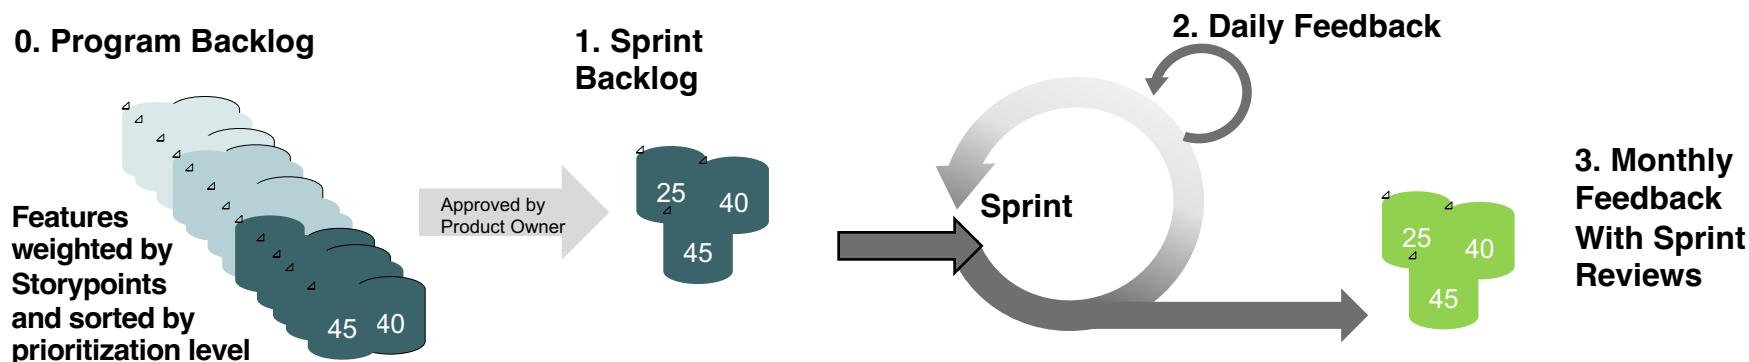 0. Program Backlog
Features
weighted by
Storypoints
and sorted by
prioritization level
45
40
Approved by
Product Owner
1. Sprint
Backlog
25
40
45
Sprint
2. Daily Feedback
25
40
45
3. Monthly
Feedback
With Sprint
Reviews